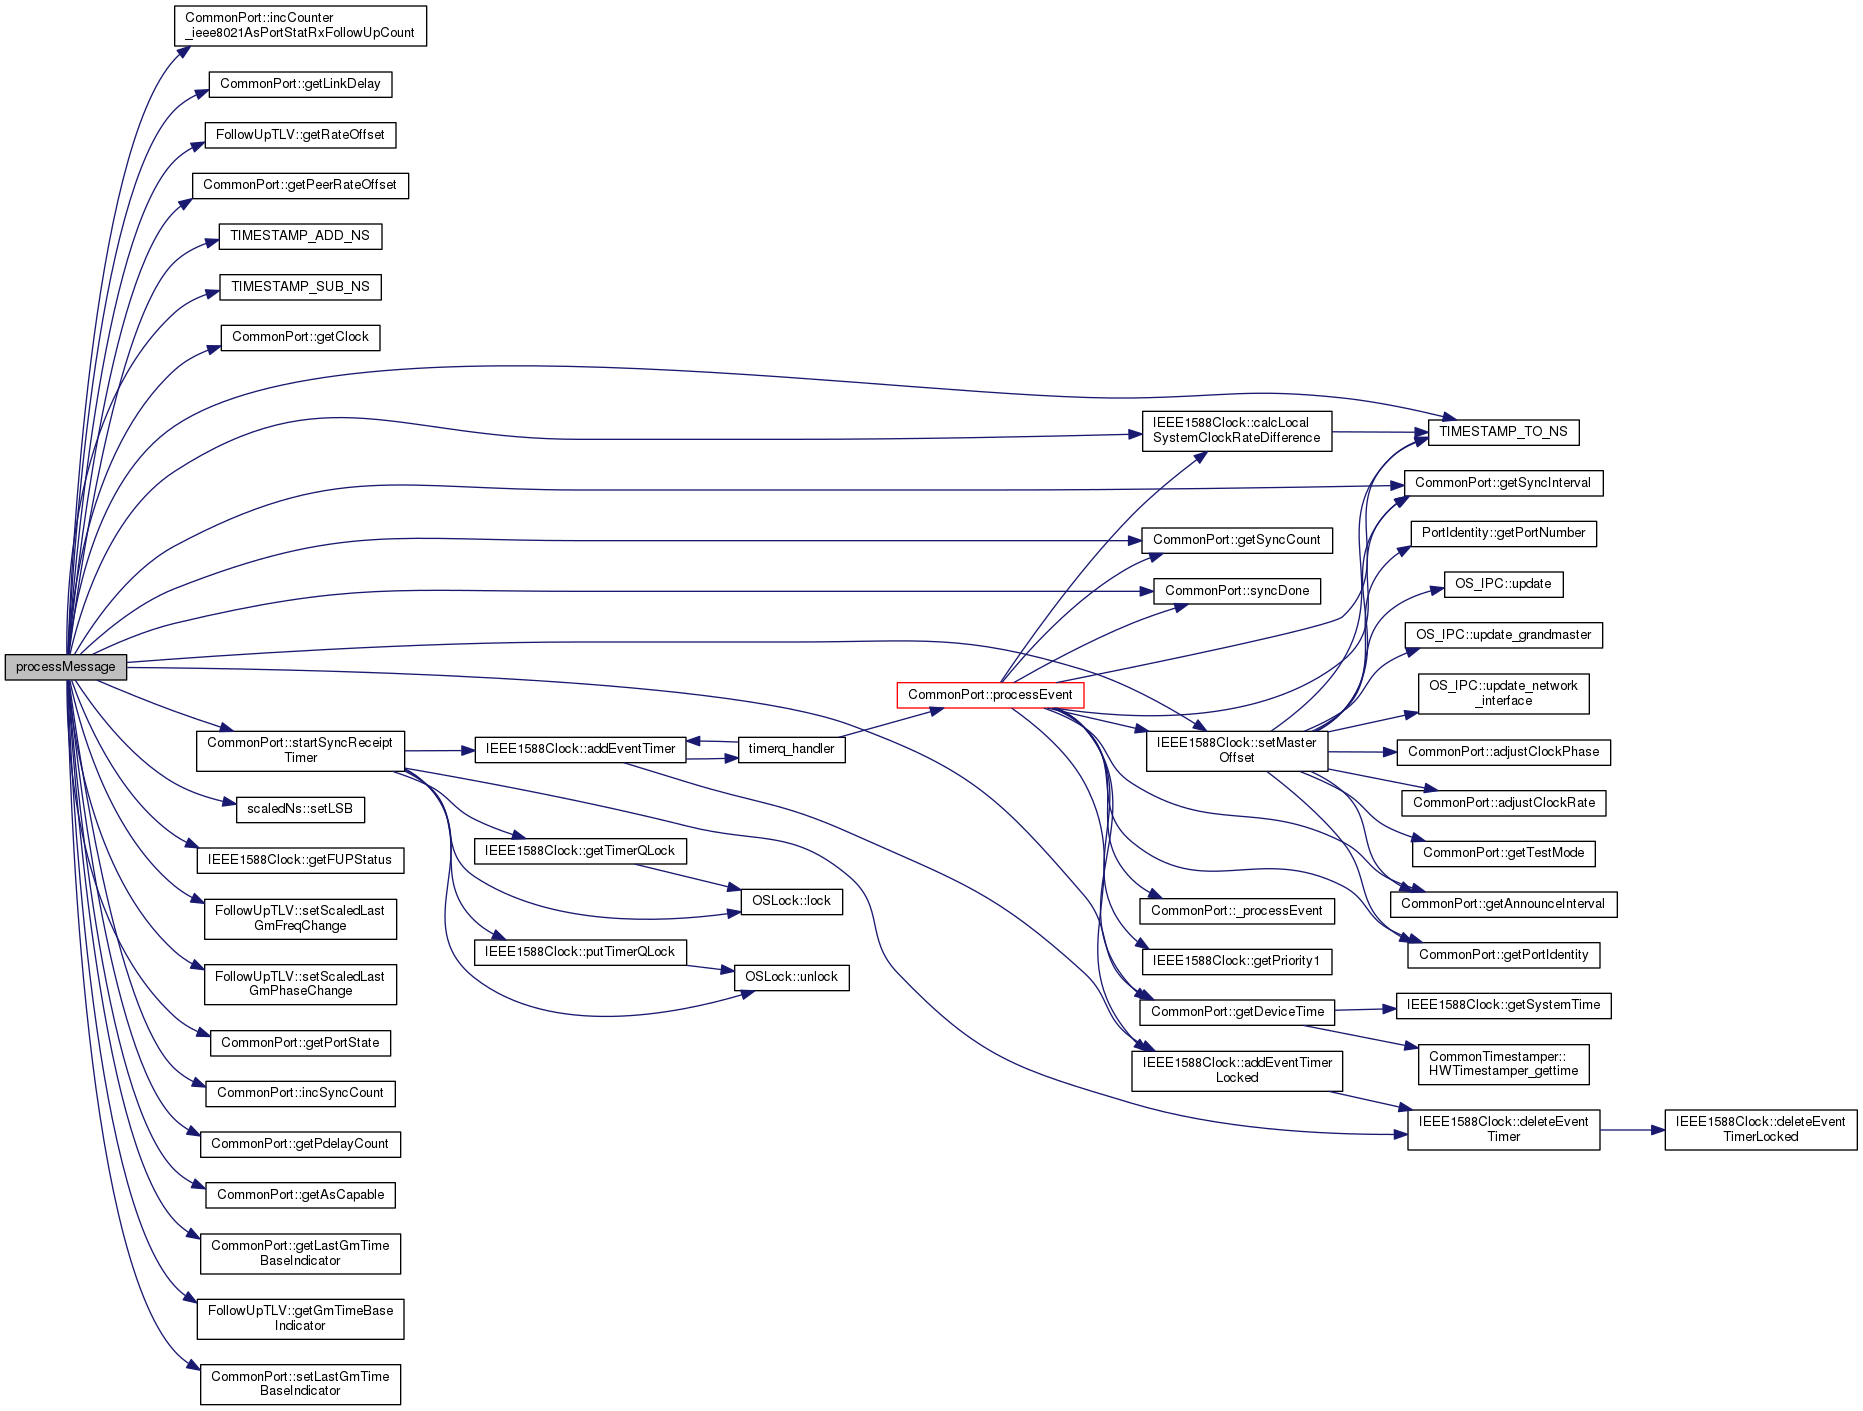 CommonPort::incCounter
_ieee8021AsPortStatRxFollowUpCount
CommonPort::getLinkDelay
FollowUpTLV::getRateOffset
CommonPort::getPeerRateOffset
TIMESTAMP_ADD_NS
TIMESTAMP_SUB_NS
CommonPort::getClock
processMessage
CommonPort::startSyncReceipt
Timer
scaledNs::setLSB
IEEE1588Clock::getFUPStatus
FollowUpTLV::setScaledLast
GmFreqChange
FollowUpTLV::setScaledLast
GmPhaseChange
CommonPort::getPortState
CommonPort::incSyncCount
CommonPort::getPdelayCount
CommonPort::getAsCapable
CommonPort::getLastGmTime
BaseIndicator
FollowUpTLV::getGmTimeBase
Indicator
CommonPort::setLastGmTime
BaseIndicator
IEEE1588Clock::addEventTimer
IEEE1588Clock::getTimerQLock
IEEE1588Clock::putTimerQLock
timerq_handler
OSLock::lock
OSLock::unlock
CommonPort::processEvent
IEEE1588Clock::calcLocal
SystemClockRateDifference
CommonPort::getSyncCount
CommonPort::syncDone
IEEE1588Clock::setMaster
Offset
CommonPort::_processEvent
IEEE1588Clock::getPriority1
CommonPort::getDeviceTime
IEEE1588Clock::addEventTimer
Locked
TIMESTAMP_TO_NS
CommonPort::getSyncInterval
PortIdentity::getPortNumber
OS_IPC::update
OS_IPC::update_grandmaster
OS_IPC::update_network
_interface
CommonPort::adjustClockPhase
CommonPort::adjustClockRate
CommonPort::getTestMode
CommonPort::getAnnounceInterval
CommonPort::getPortIdentity
IEEE1588Clock::getSystemTime
CommonTimestamper::
HWTimestamper_gettime
IEEE1588Clock::deleteEvent
Timer
IEEE1588Clock::deleteEvent
TimerLocked